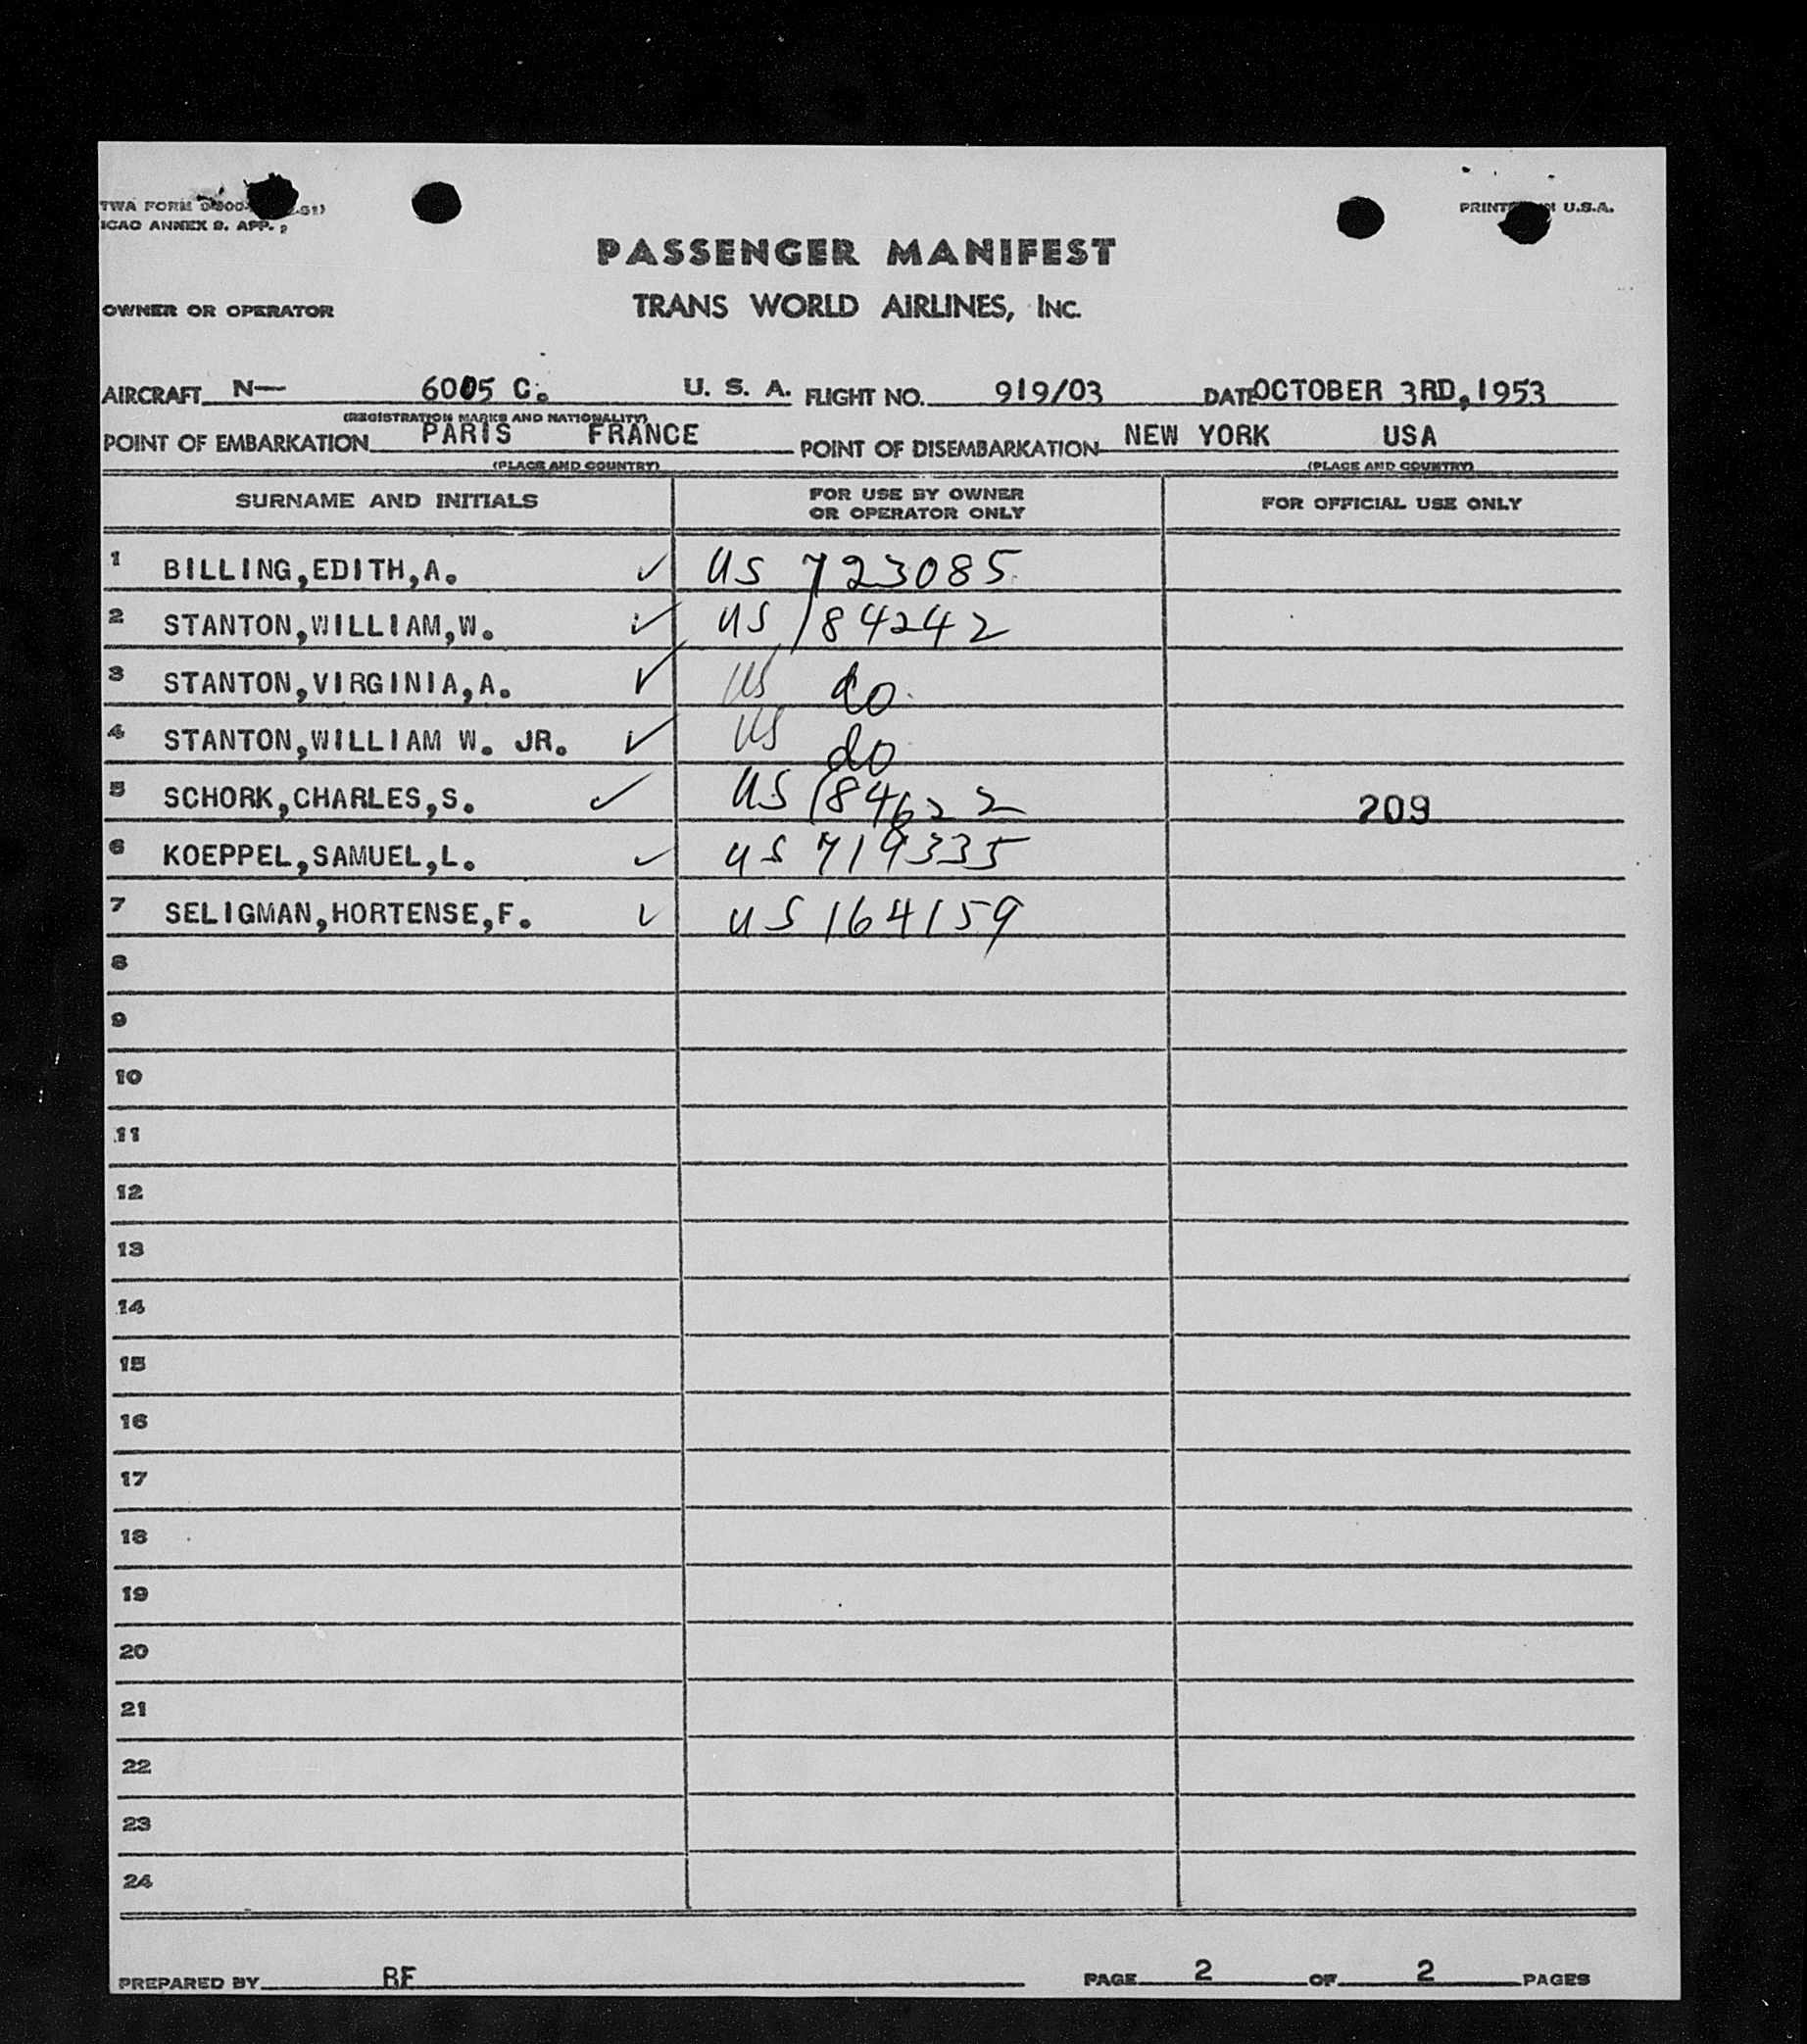 TWA FORM
PRINTED IN U.S.A.
ICAO ANNEX 9. APP.
PASSENGER MANIFEST
OWNER OR OPERATOR
TRANS WORLD AIRLINES, INC.
AIRCRAFT N— 6005 C. U. S. A. FLIGHT NO. 919/03 DATE OCTOBER 3RD,1953
(REGISTRATION MARKS AND NATIONALITY)
POINT OF EMBARKATION PARIS FRANCE POINT OF DISEMBARKATION NEW YORK USA
(PLACE AND COUNTRY) (PLACE AND COUNTRY)
SURNAME AND INITIALS FOR USE BY OWNER OR OPERATOR ONLY FOR OFFICIAL USE ONLY
1 BILLING,EDITH,A. ✓ US 723085
2 STANTON,WILLIAM,W. ✓ US 184242
3 STANTON,VIRGINIA,A. ✓ US do
4 STANTON,WILLIAM W. JR. ✓ US do
5 SCHORK,CHARLES,S. ✓ US 184622 209
6 KOEPPEL,SAMUEL,L. ✓ US 719335
7 SELIGMAN,HORTENSE,F. ✓ US 164159
8
9
10
11
12
13
14
15
16
17
18
19
20
21
22
23
24
PREPARED BY RF PAGE 2 OF 2 PAGES